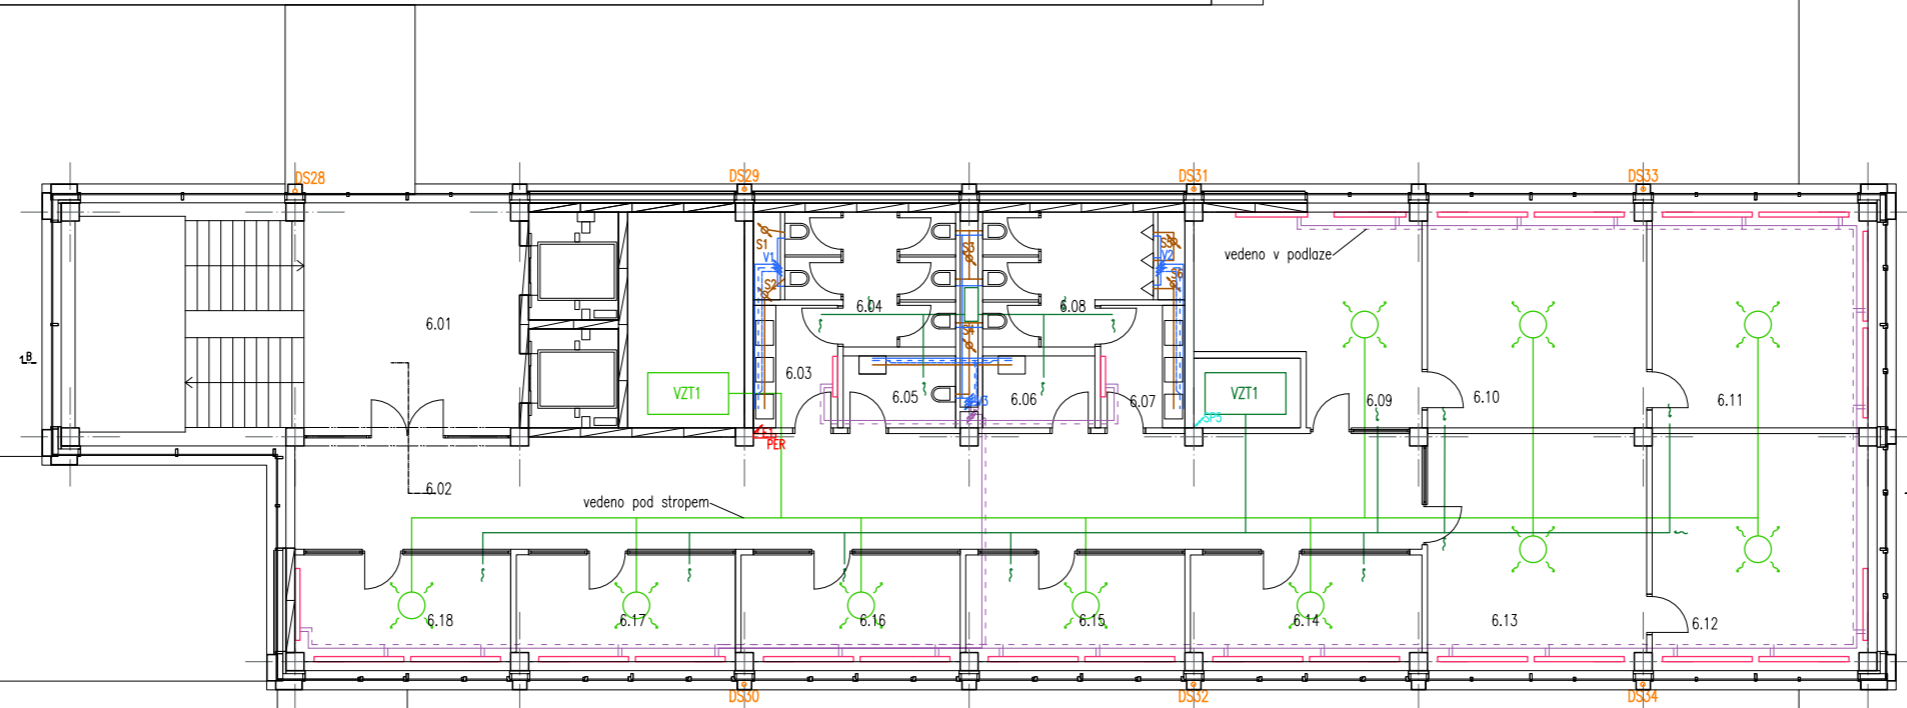 DS28
DS29
DS31
DS33
S1
V1
S2
S3
S5
V2
S6
vedeno v podlaze
6.04
6.08
6.01
S4
1B
6.03
VZT1
6.05
6.06
6.07
VZT1
6.09
6.10
6.11
V3
SP5
PER
6.02
vedeno pod stropem
6.18
6.17
6.16
6.15
6.14
6.13
6.12
DS30
DS32
DS34